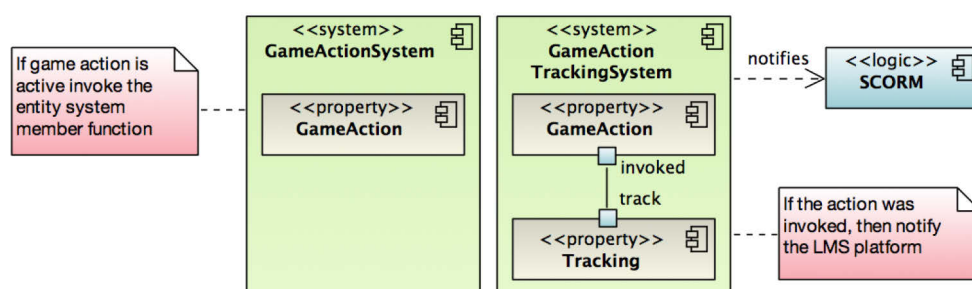 If game action is
active invoke the
entity system
member function
<<system>>
GameActionSystem
<<property>>
GameAction
<<system>>
GameAction
TrackingSystem
<<property>>
GameAction
invoked
track
<<property>>
Tracking
notifies
<<logic>>
SCORM
If the action was
invoked, then notify
the LMS platform